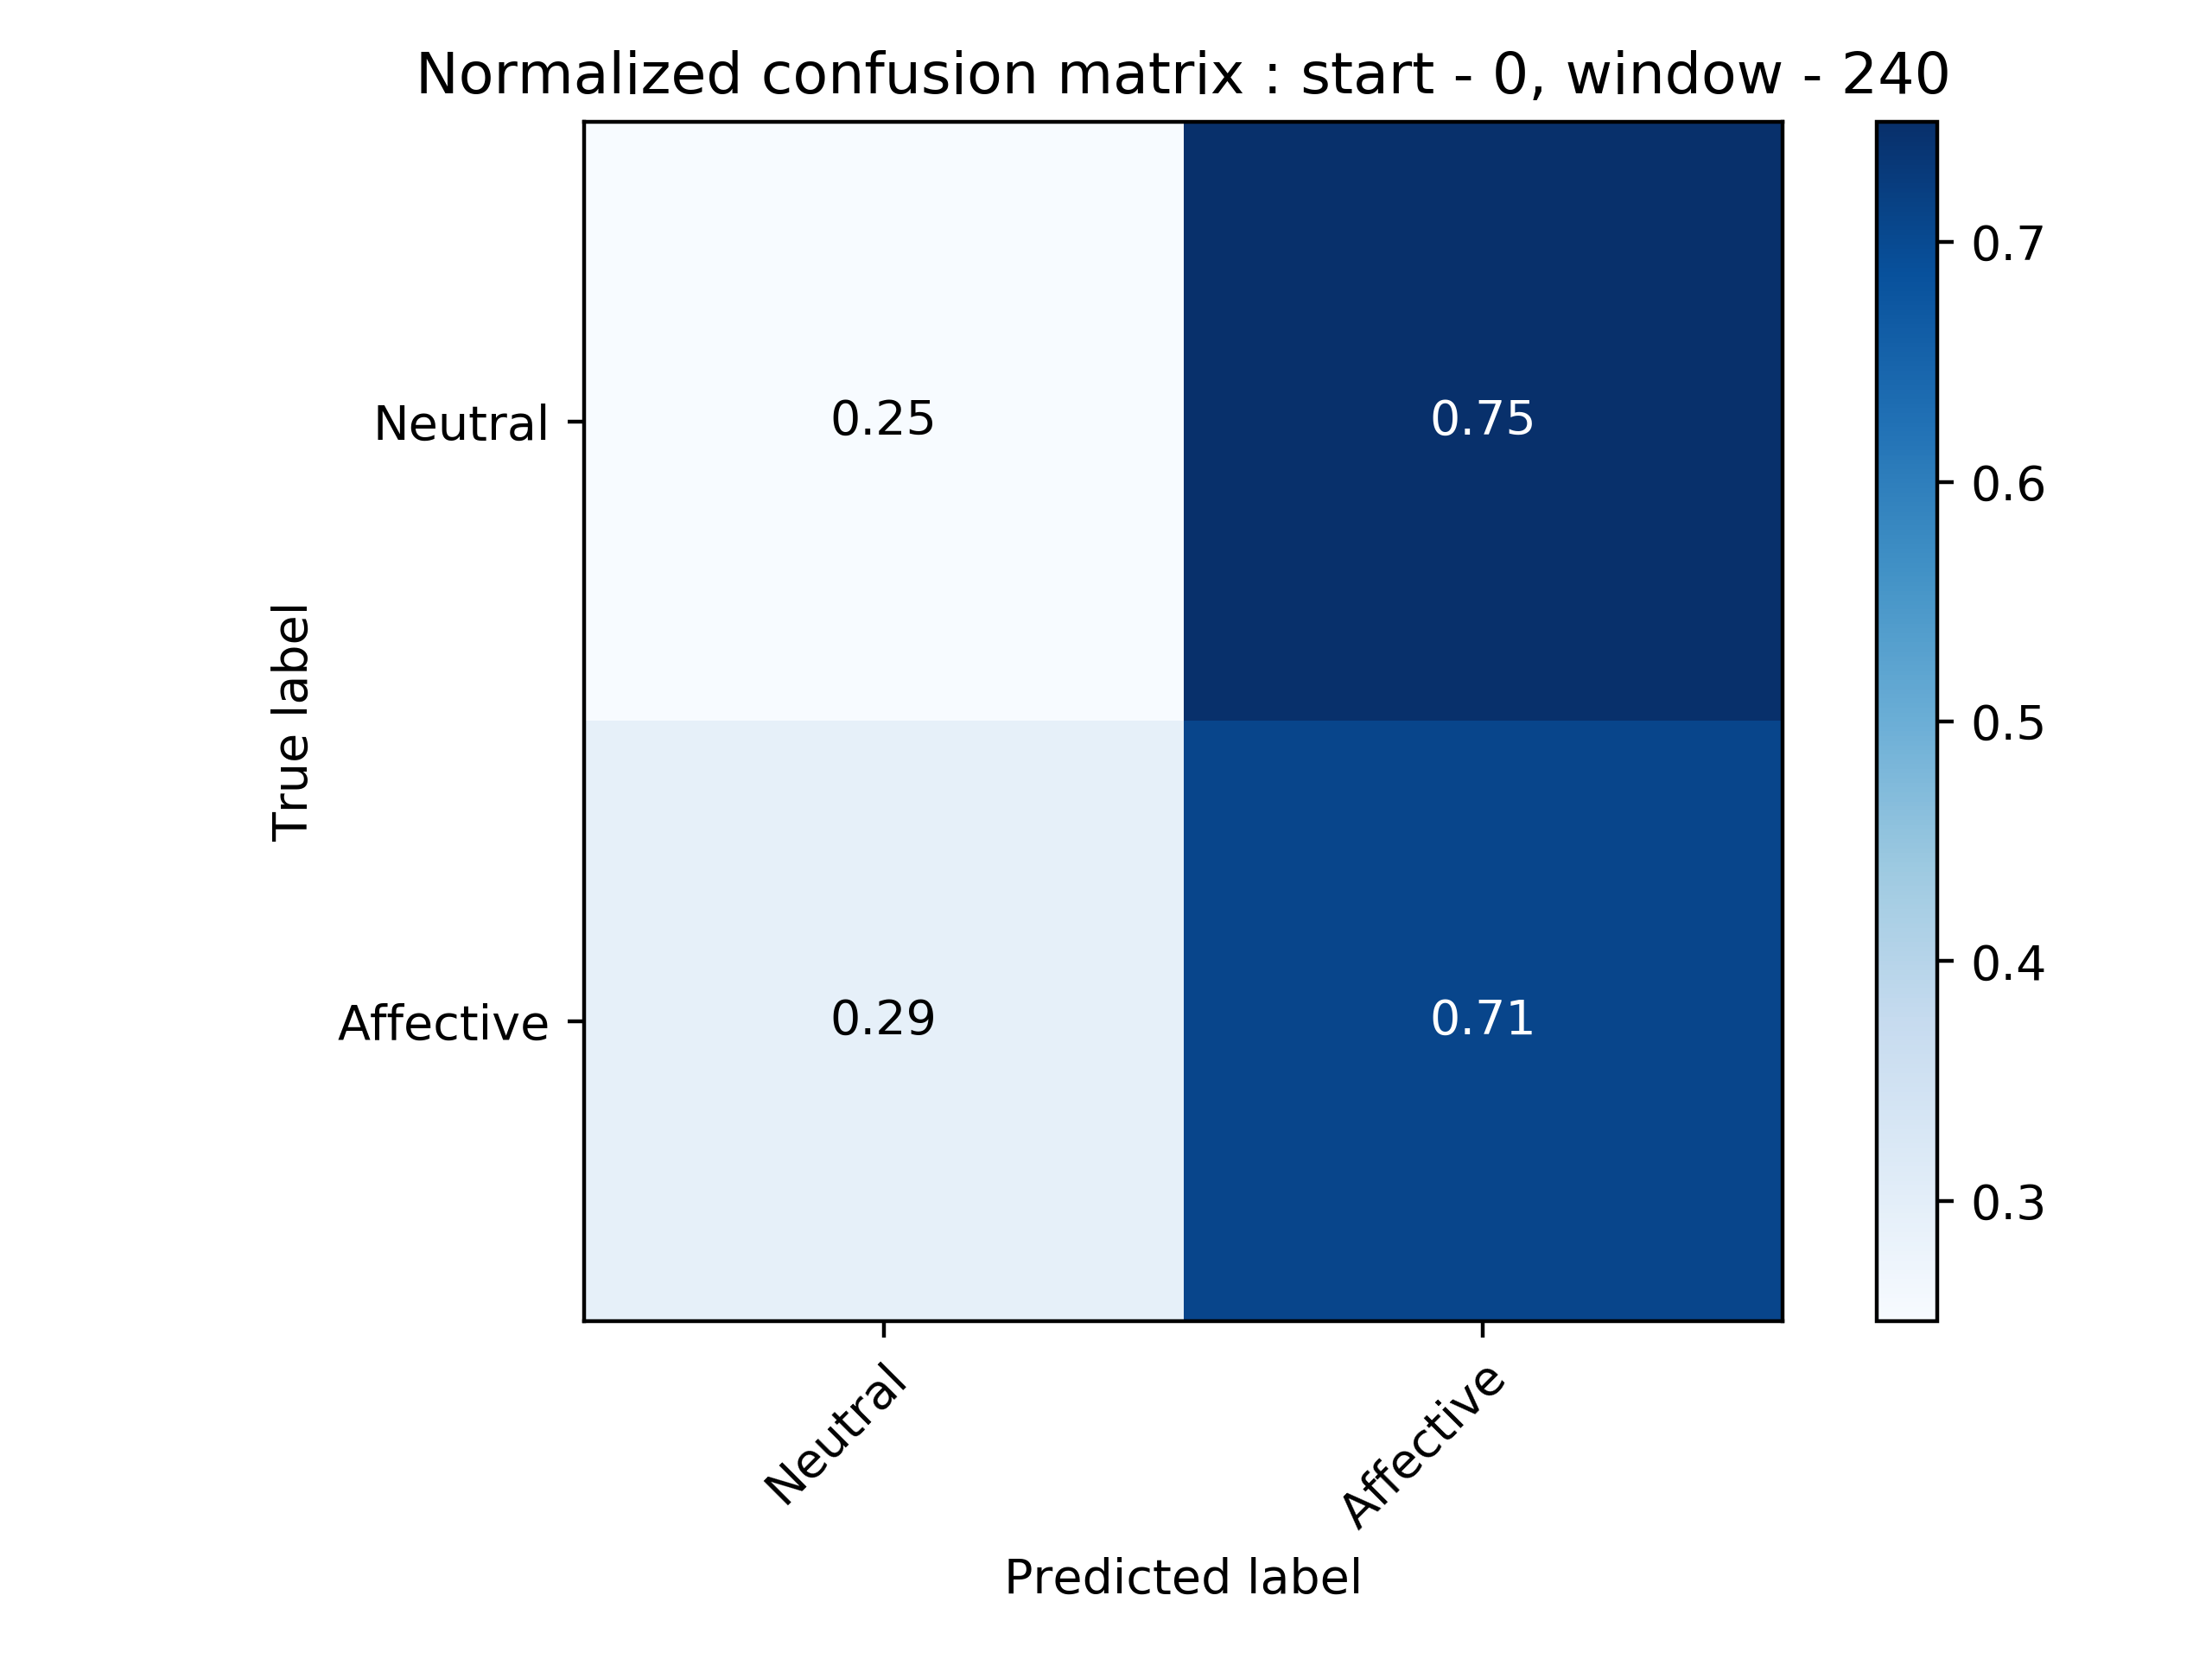 Normalized confusion matrix : start - 0, window - 240
True label
Neutral
Affective
0.25
0.75
0.29
0.71
Neutral
Affective
Predicted label
0.7
0.6
0.5
0.4
0.3